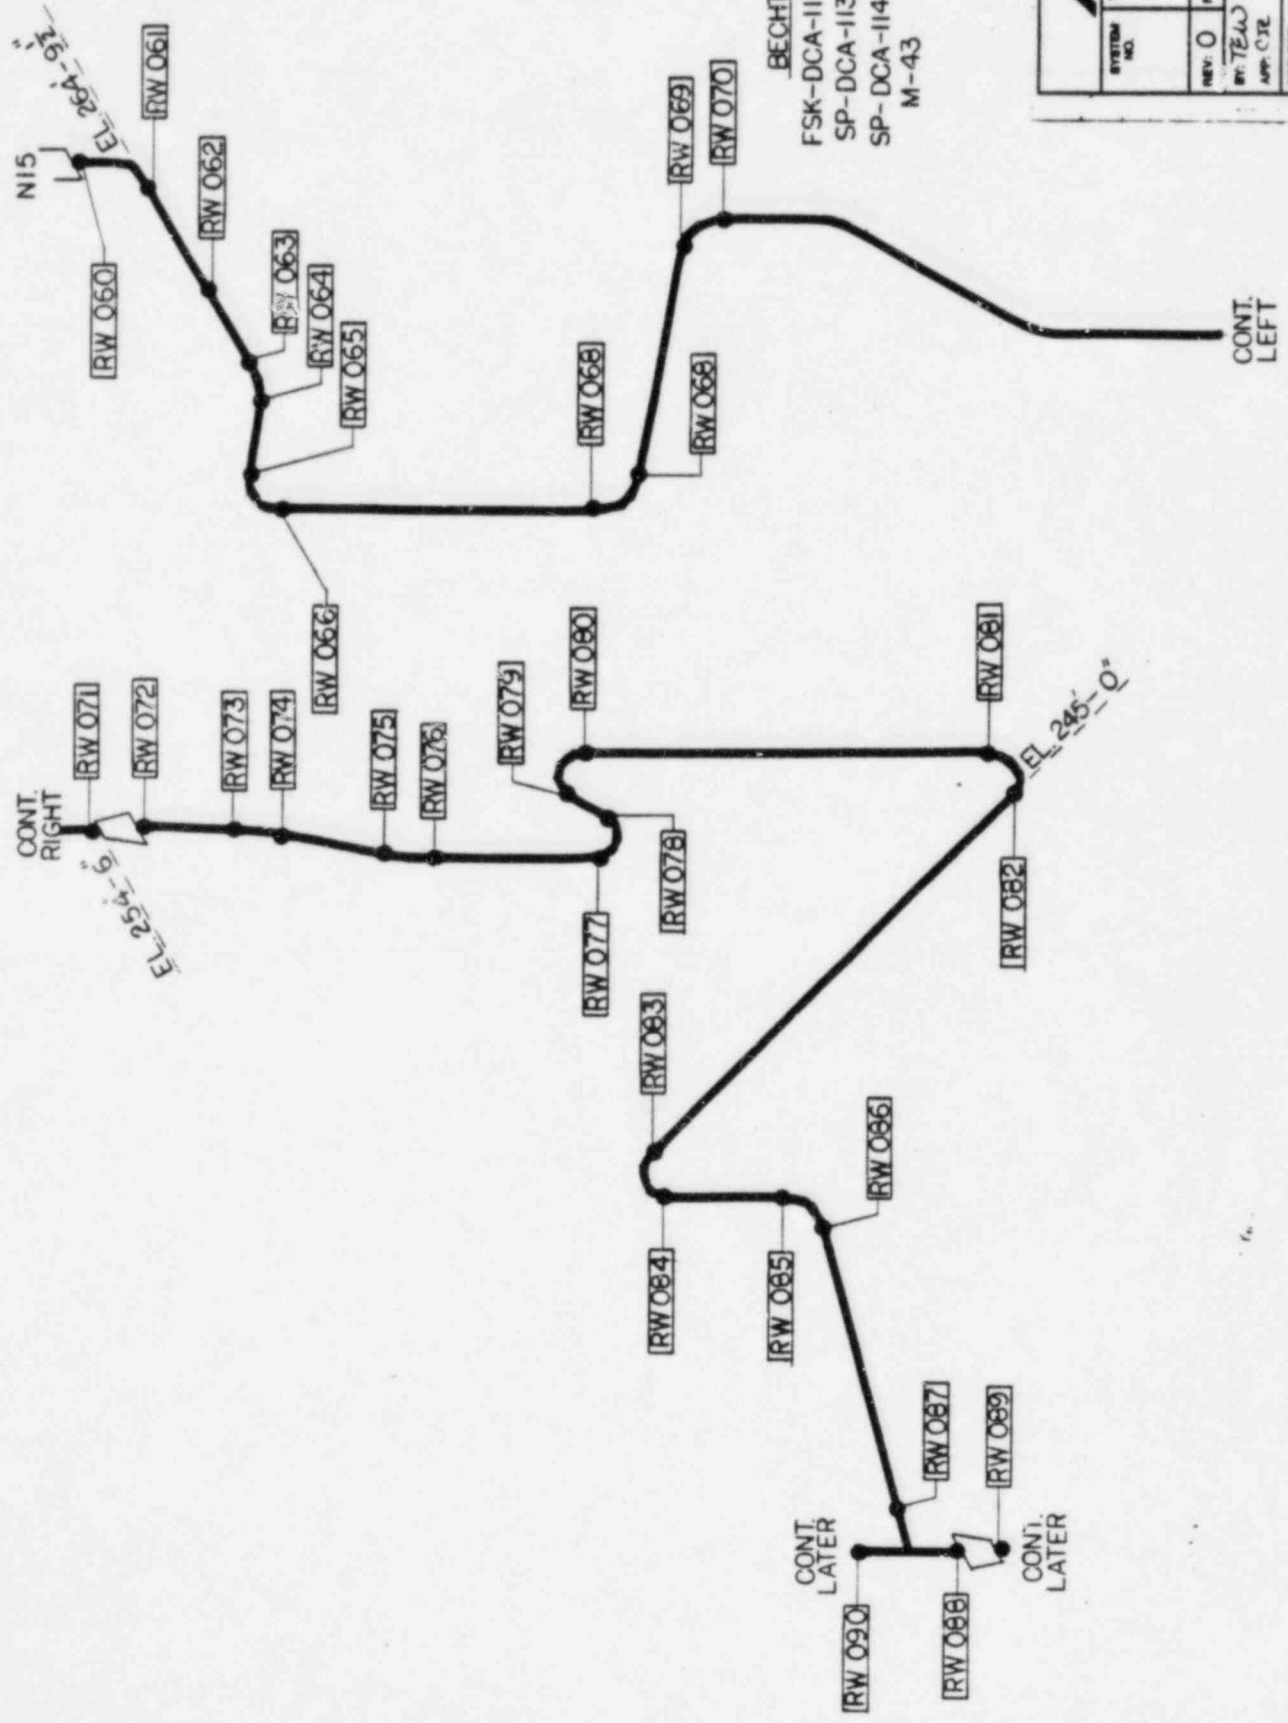 N15
EL 264'-9½"
RW 060
RW 061
RW 062
RW 063
RW 064
RW 065
RW 066
RW 068
RW 068
RW 069
RW 070
CONT.
LEFT
CONT.
RIGHT
EL 254'-6"
RW 071
RW 072
RW 073
RW 074
RW 075
RW 076
RW 077
RW 078
RW 079
RW 080
RW 081
EL 245'-0"
RW 082
RW 083
RW 084
RW 085
RW 086
RW 087
CONT.
LATER
RW 090
RW 088
RW 089
CONT.
LATER
FSK-DCA-11
SP-DCA-113
SP-DCA-114
M-43
SYSTEM
NO.
REV: 0
BY: TEW
APP: CJR